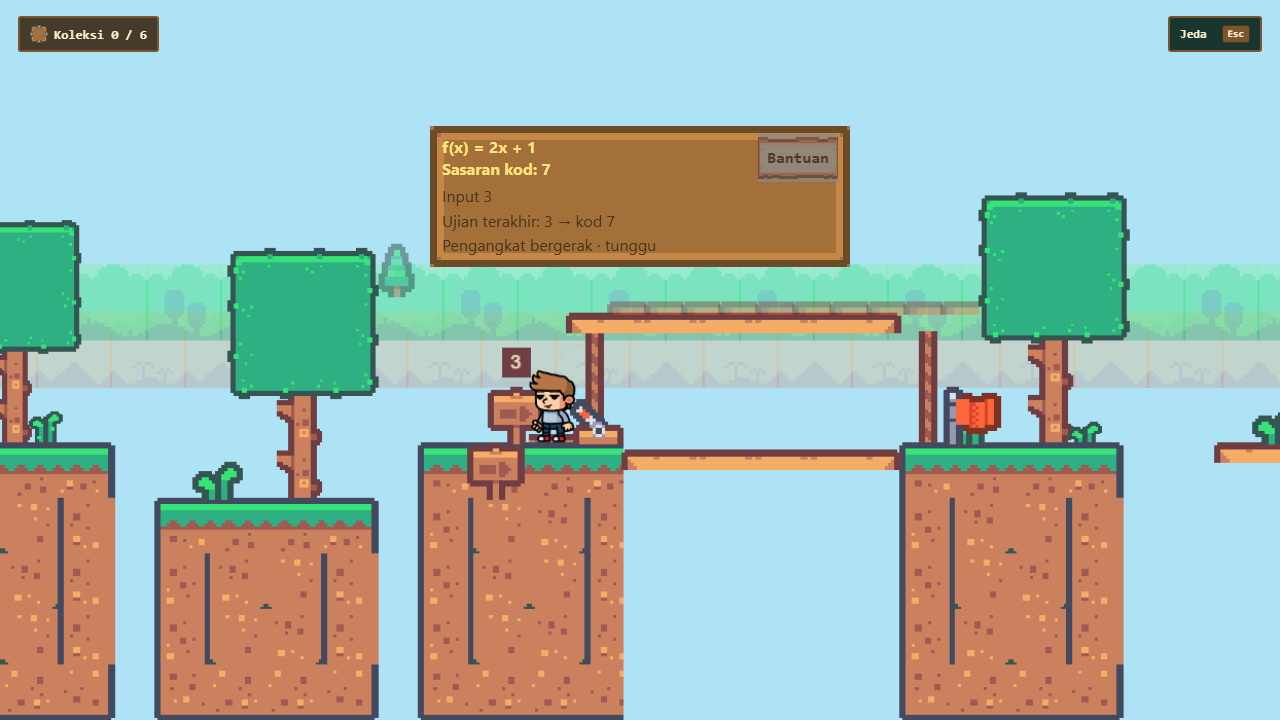 Koleksi 0 / 6
Jeda Esc
f(x) = 2x + 1
Bantuan
Sasaran kod: 7
Input 3
Ujian terakhir: 3 → kod 7
Pengangkat bergerak · tunggu
3